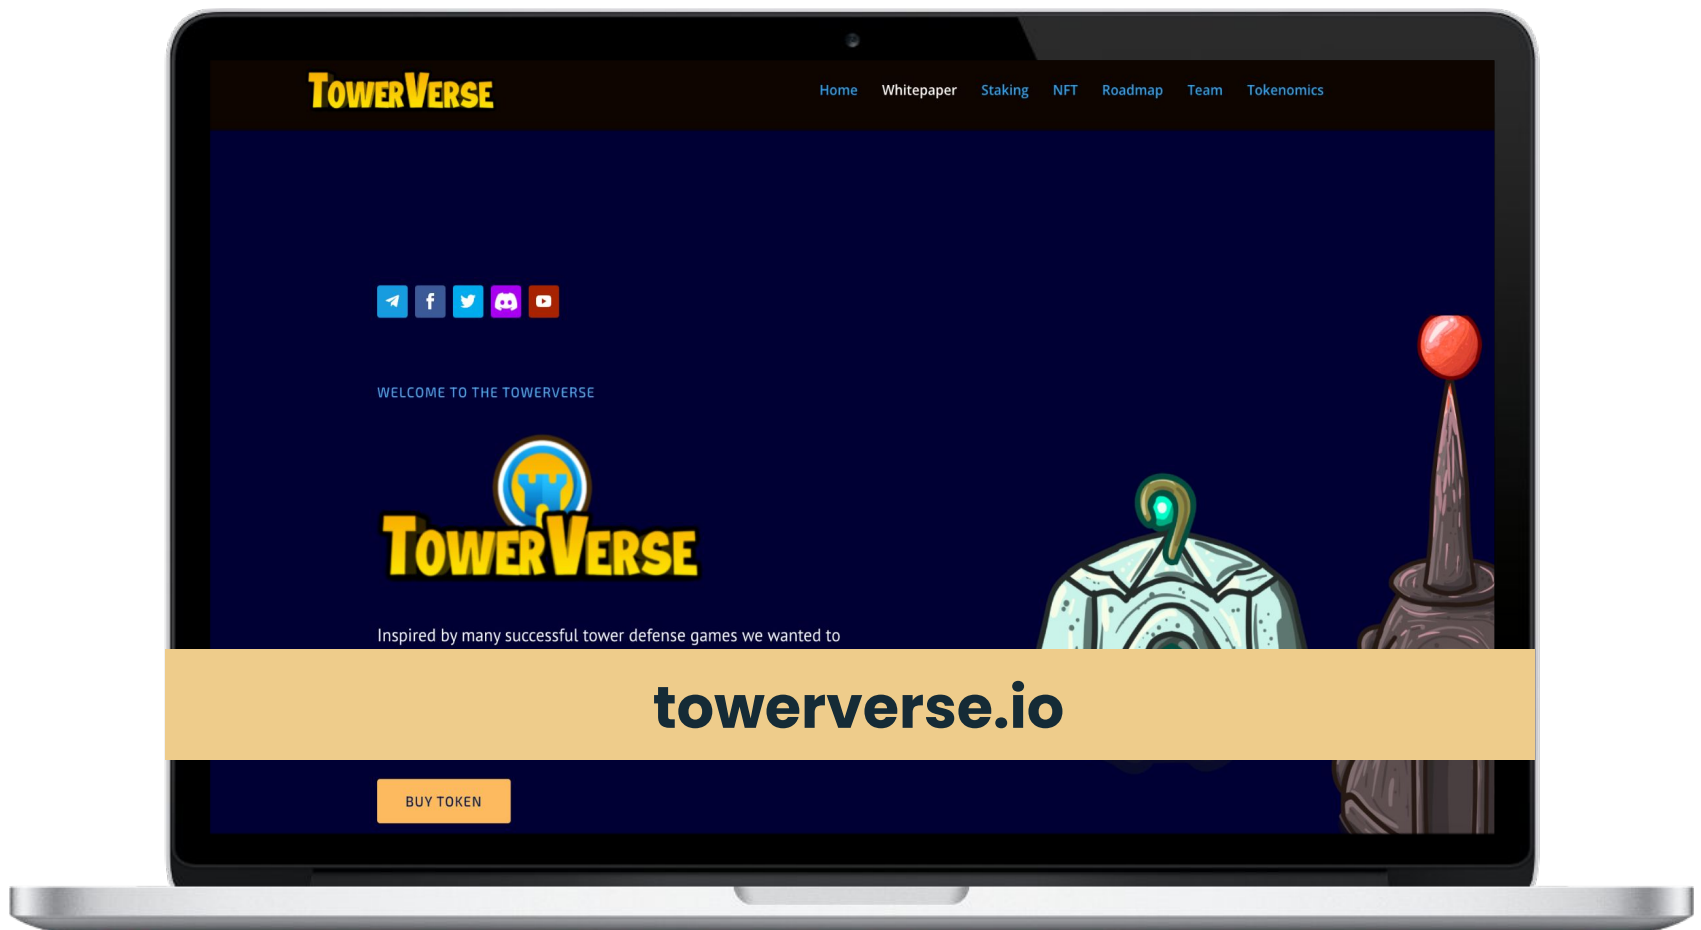 TOWERVERSE
Home Whitepaper Staking NFT Roadmap Team Tokenomics
WELCOME TO THE TOWERVERSE
TOWERVERSE
Inspired by many successful tower defense games we wanted to
towerverse.io
BUY TOKEN